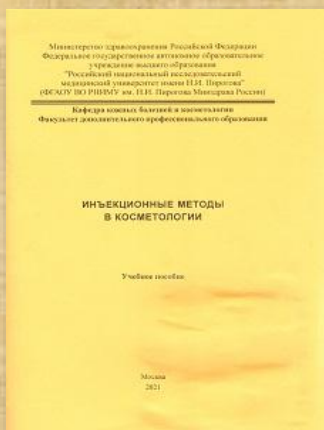 Министерство здравоохранения Российской Федерации
Федеральное государственное автономное образовательное
учреждение высшего образования
"Российский национальный исследовательский
медицинский университет имени Н.И. Пирогова"
(ФГАОУ ВО РНИМУ им. Н.И. Пирогова Минздрава России)
Кафедра кожных болезней и косметологии
Факультет дополнительного профессионального образования
ИНЪЕКЦИОННЫЕ МЕТОДЫ
В КОСМЕТОЛОГИИ
Учебное пособие
Москва
2021